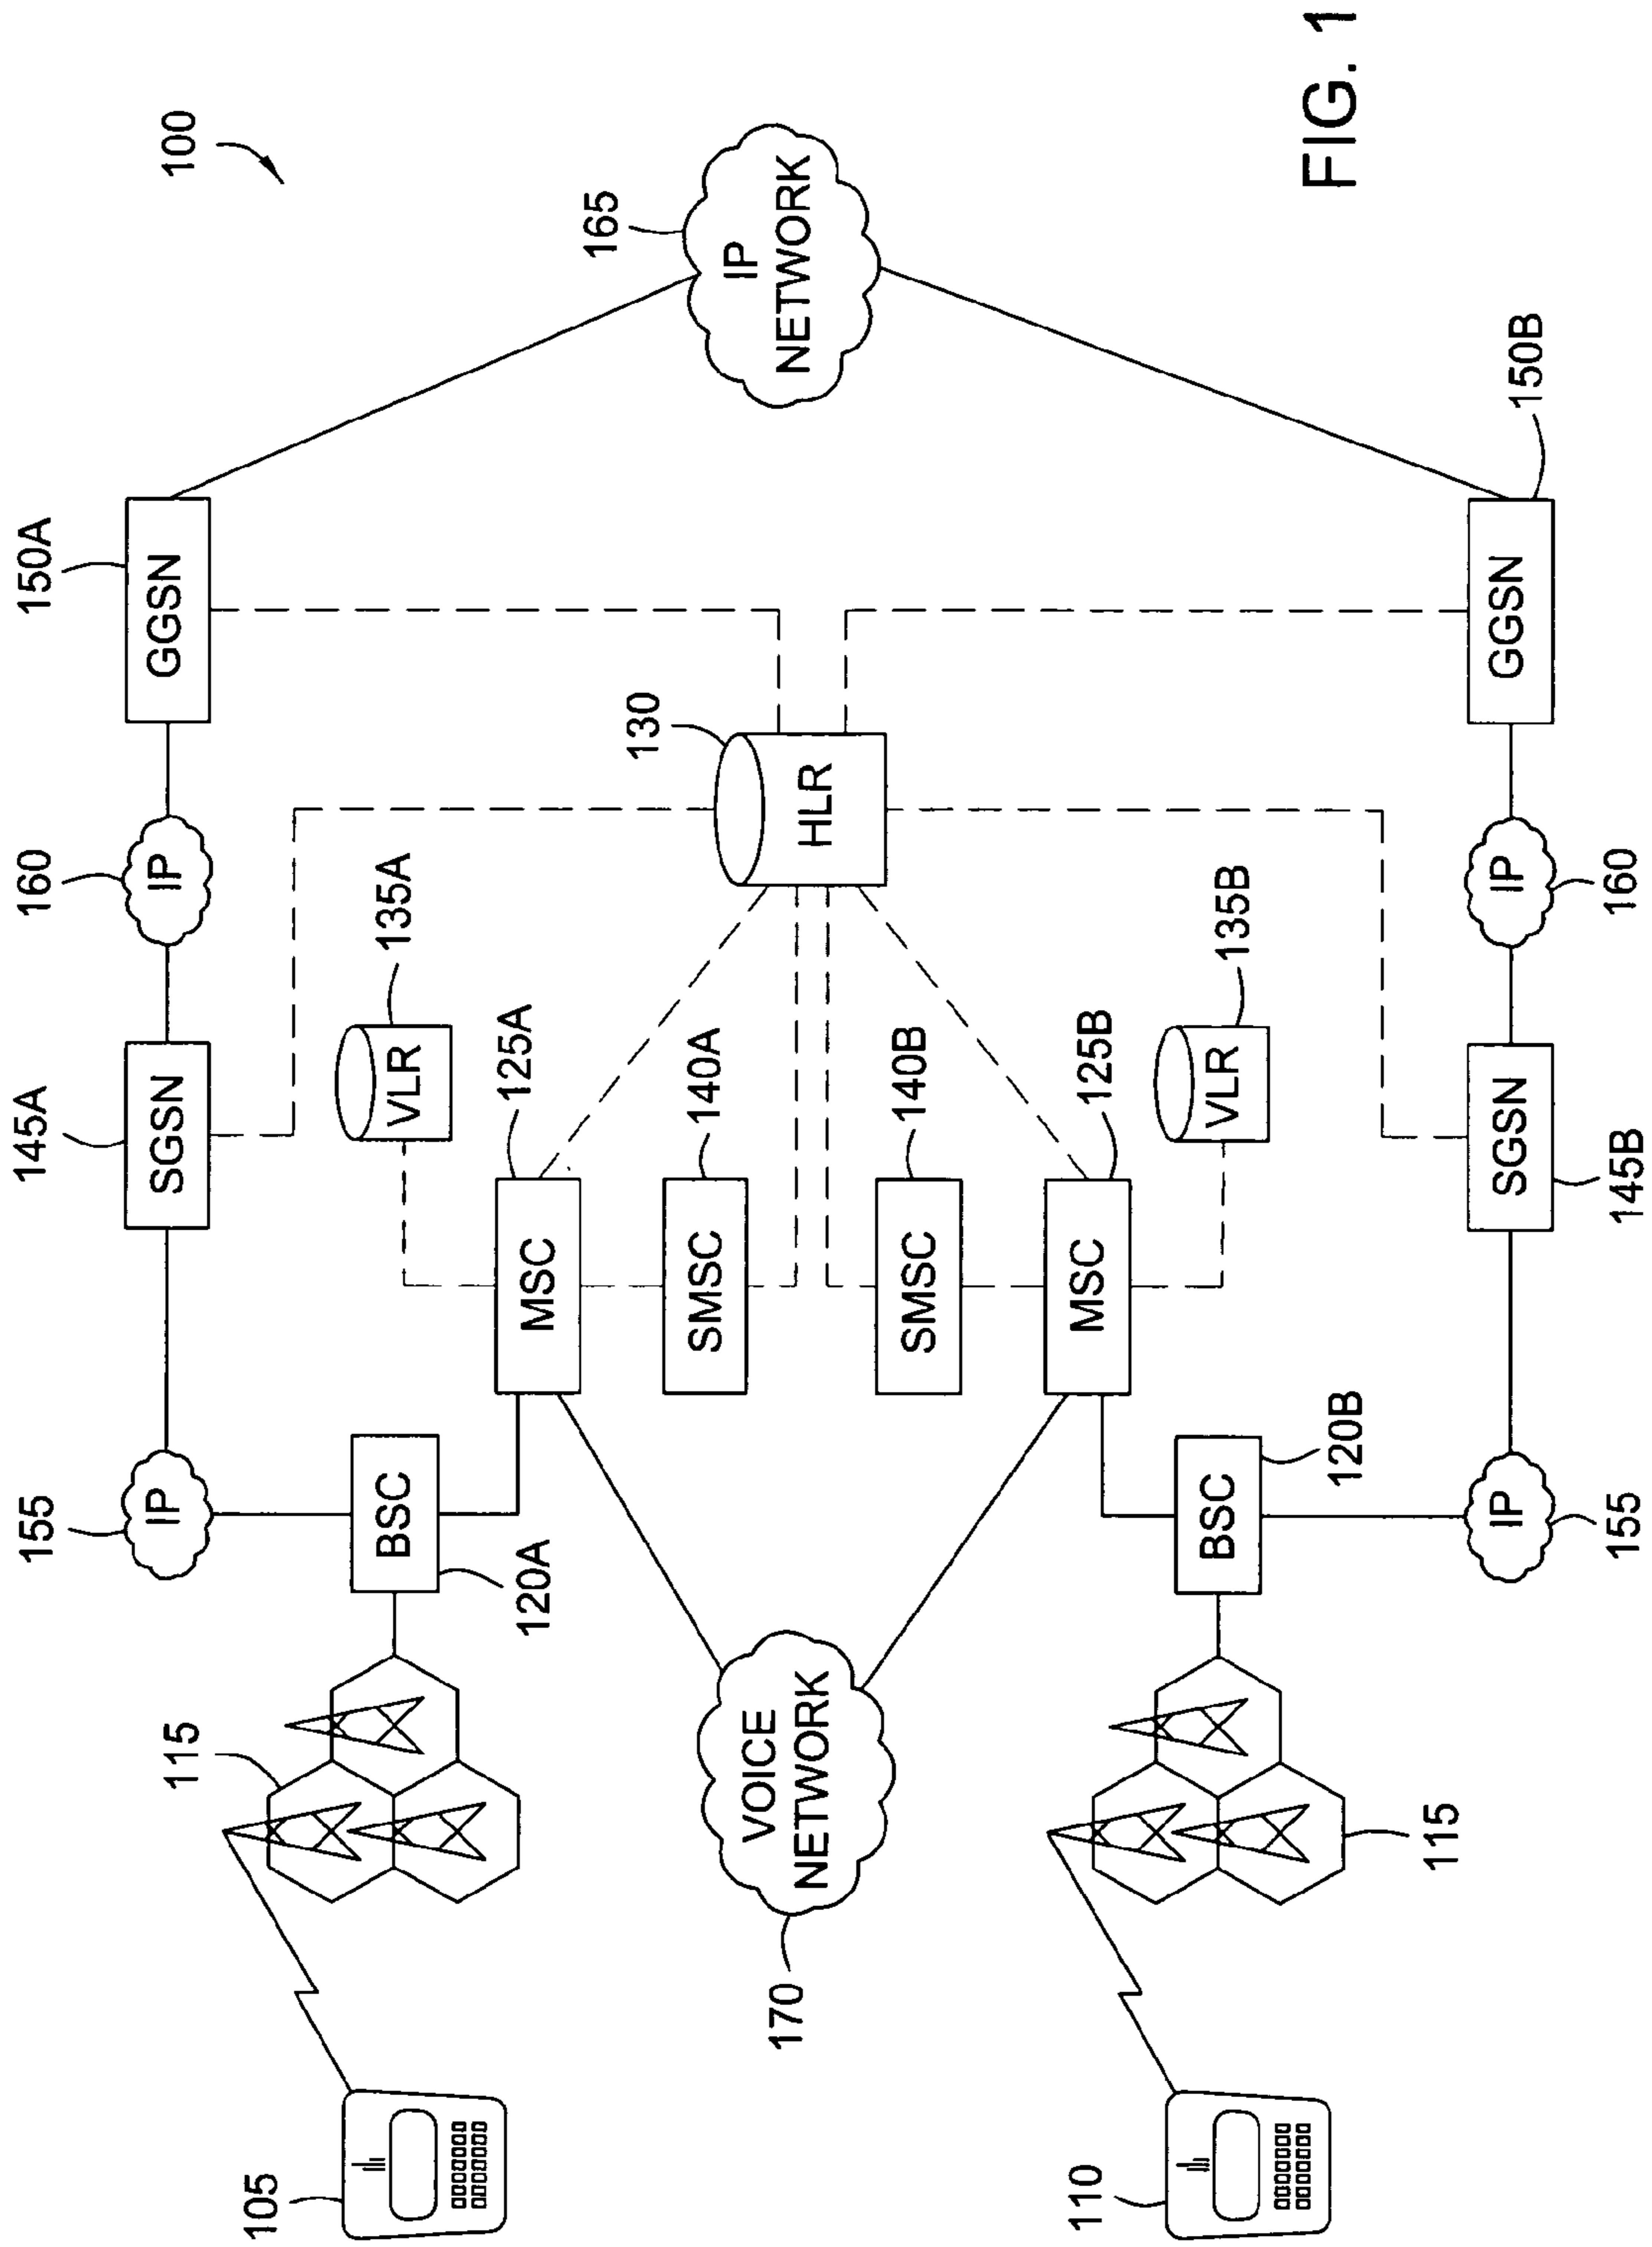 100
150A
GGSN
160
IP
145A
SGSN
155
IP
165
IP
NETWORK
130
HLR
135A
VLR
125A
MSC
140A
SMSC
140B
SMSC
125B
MSC
135B
VLR
BSC
120A
115
105
VOICE
NETWORK
170
BSC
120B
115
110
150B
GGSN
IP
160
SGSN
145B
IP
155
FIG. 1